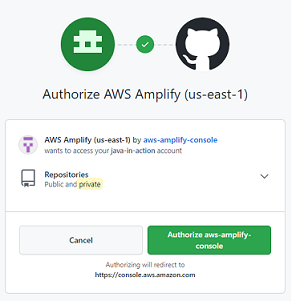 Authorize AWS Amplify (us-east-1)
AWS Amplify (us-east-1) by aws-amplify-console
wants to access your java-in-action account
Repositories
Public and private
Cancel
Authorize aws-amplify-
console
Authorizing will redirect to
https://console.aws.amazon.com